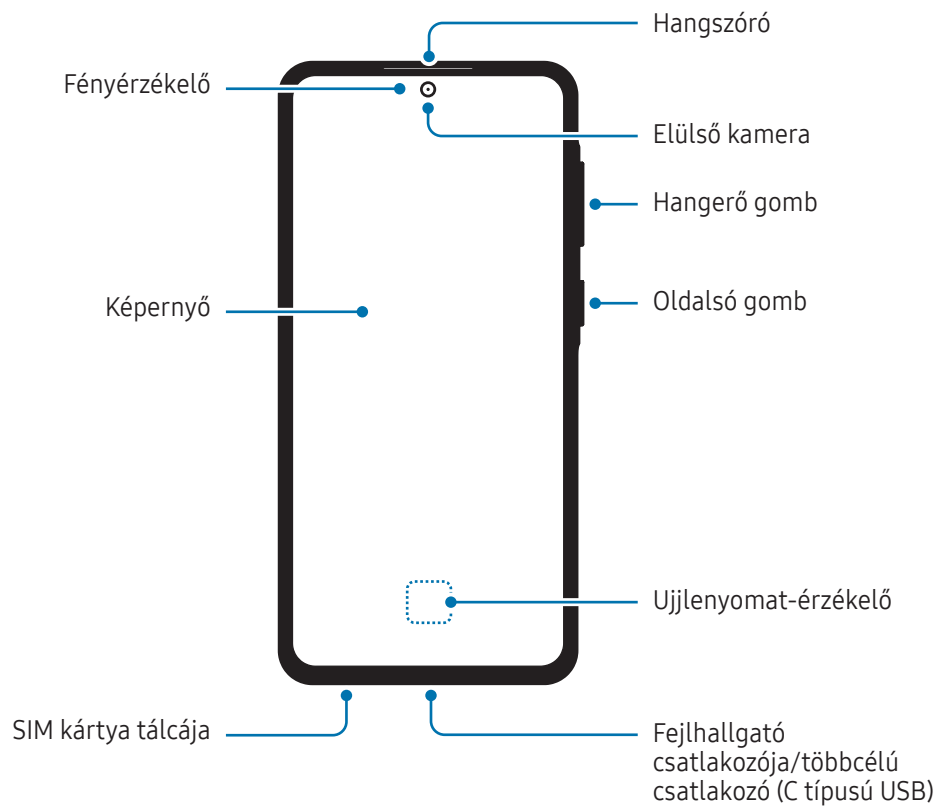 Hangszóró
Fényérzékelő
Elülső kamera
Hangerő gomb
Képernyő
Oldalsó gomb
Ujjlenyomat-érzékelő
SIM kártya tálcája
Fejlhallgató
csatlakozója/többcélú
csatlakozó (C típusú USB)